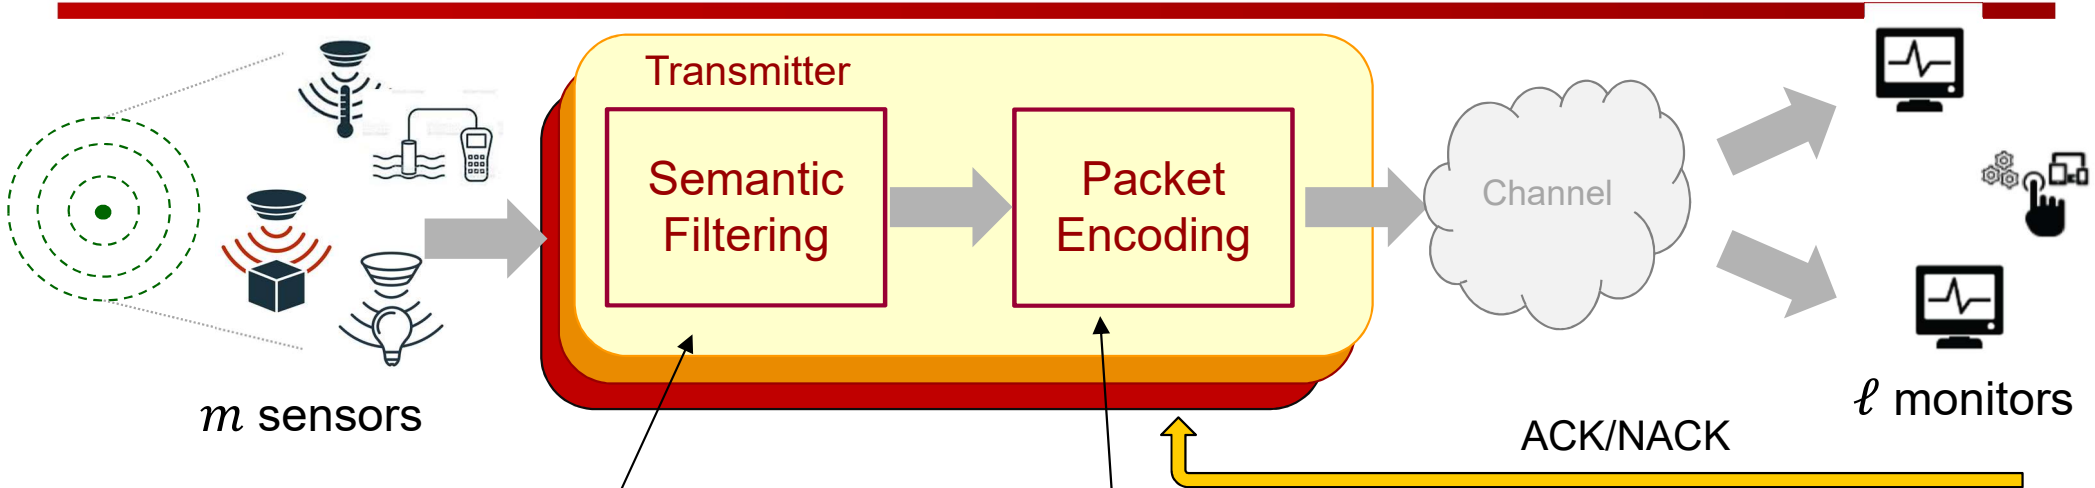 Transmitter
Semantic
Filtering
Packet
Encoding
Channel
m sensors
ℓ monitors
ACK/NACK